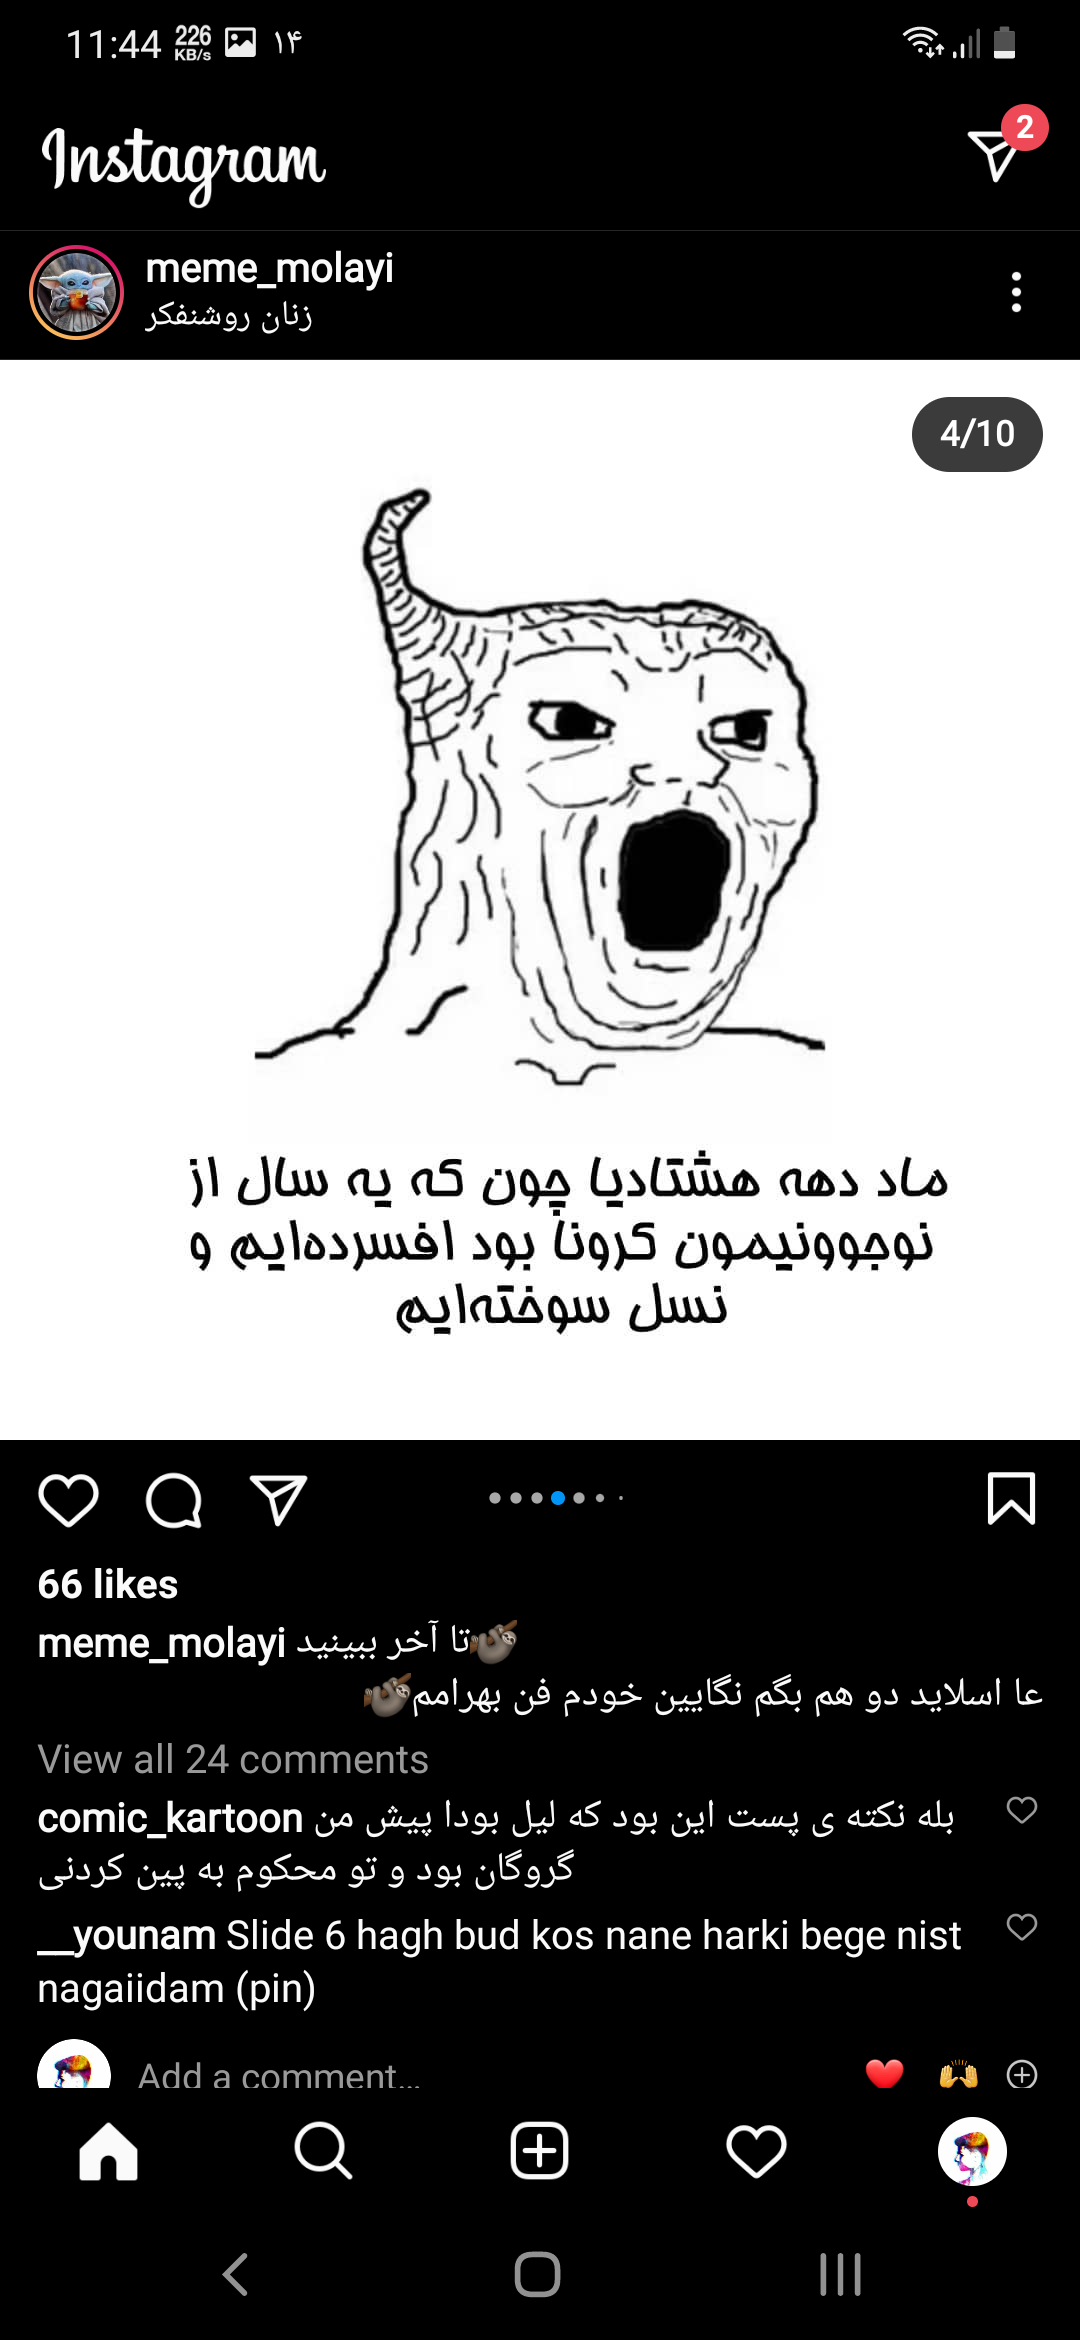 11:44 226 KB/s ۱۴
Instagram
2
meme_molayi
زنان روشنفکر
4/10
ماد دهه هشتادیا چون که یه سال از
نوجوونیمون کرونا بود افسرده‌ایم و
نسل سوخته‌ایم
66 likes
meme_molayi تا آخر ببینید🦥
عا اسلاید دو هم بگم نگایین خودم فن بهرامم🦥
View all 24 comments
comic_kartoon بله نکته ی پست این بود که لیل بودا پیش من
گروگان بود و تو محکوم به پین کردنی
__younam Slide 6 hagh bud kos nane harki bege nist
nagaiidam (pin)
Add a comment...